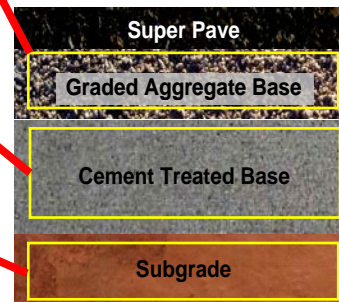 Super Pave
Graded Aggregate Base
Cement Treated Base
Subgrade